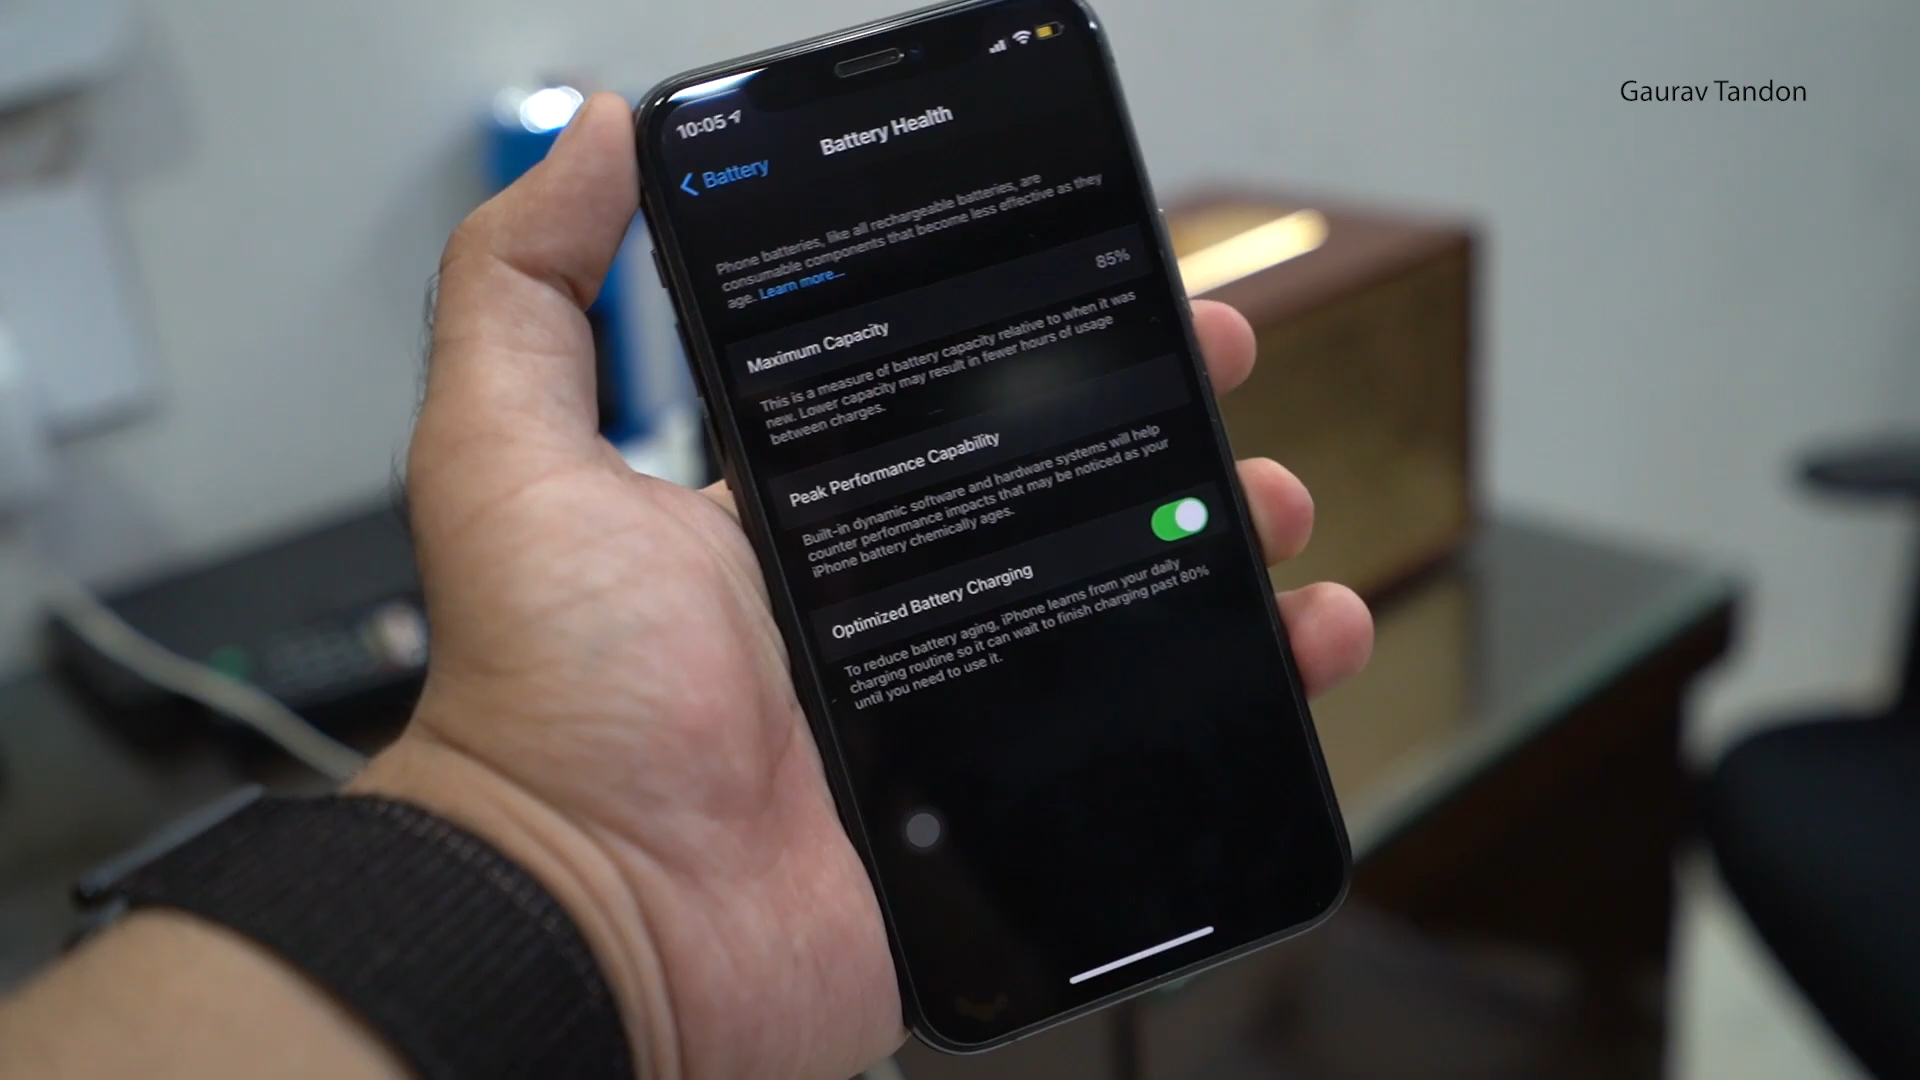 Gaurav Tandon
10:05
Battery
Battery Health
Phone batteries, like all rechargeable batteries, are
consumable components that become less effective as they
age. Learn more...
Maximum Capacity
85%
This is a measure of battery capacity relative to when it was
new. Lower capacity may result in fewer hours of usage
between charges.
Peak Performance Capability
Built-in dynamic software and hardware systems will help
counter performance impacts that may be noticed as your
iPhone battery chemically ages.
Optimized Battery Charging
To reduce battery aging, iPhone learns from your daily
charging routine so it can wait to finish charging past 80%
until you need to use it.